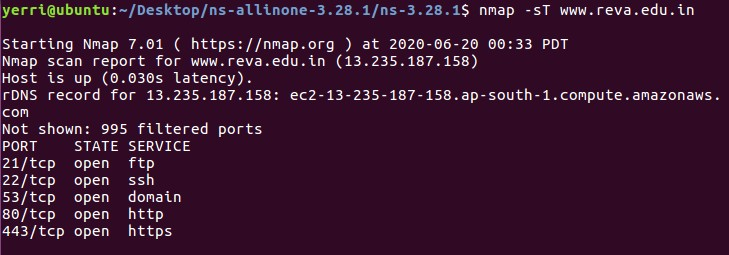 yerri@ubuntu:~/Desktop/ns-allinone-3.28.1/ns-3.28.1$ nmap -sT www.reva.edu.in
Starting Nmap 7.01 ( https://nmap.org ) at 2020-06-20 00:33 PDT
Nmap scan report for www.reva.edu.in (13.235.187.158)
Host is up (0.030s latency).
rDNS record for 13.235.187.158: ec2-13-235-187-158.ap-south-1.compute.amazonaws.
com
Not shown: 995 filtered ports
PORT    STATE SERVICE
21/tcp  open  ftp
22/tcp  open  ssh
53/tcp  open  domain
80/tcp  open  http
443/tcp open  https